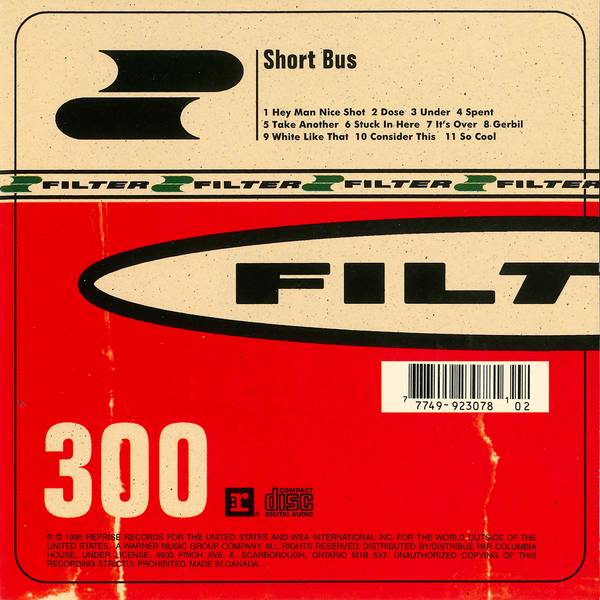 Short Bus
1 Hey Man Nice Shot 2 Dose 3 Under 4 Spent
5 Take Another 6 Stuck In Here 7 It's Over 8 Gerbil
9 White Like That 10 Consider This 11 So Cool
FILTER FILTER FILTER FILTER
FILT
7 7749-923078 1 02
300
r COMPACT disc DIGITAL AUDIO
℗ © 1995 REPRISE RECORDS FOR THE UNITED STATES AND WEA INTERNATIONAL INC. FOR THE WORLD OUTSIDE OF THE
UNITED STATES. A WARNER MUSIC GROUP COMPANY. ALL RIGHTS RESERVED. DISTRIBUTED BY/DISTRIBUÉ PAR COLUMBIA
HOUSE, UNDER LICENSE, 5900 FINCH AVE. E. SCARBOROUGH, ONTARIO M1B 5X7. UNAUTHORIZED COPYING OF THIS
RECORDING STRICTLY PROHIBITED. MADE IN CANADA.